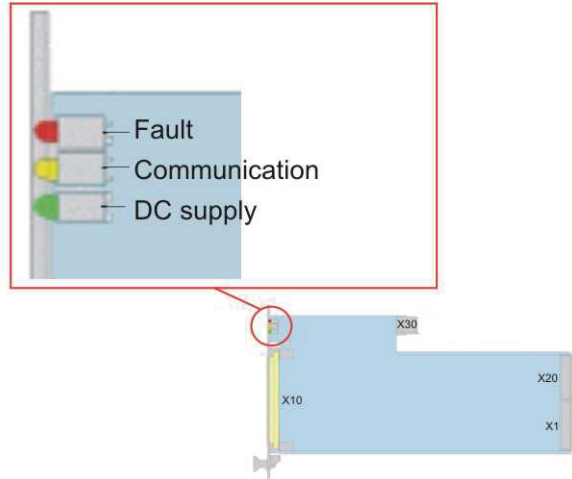 Fault
Communication
DC supply
X30
X20
X10
X1